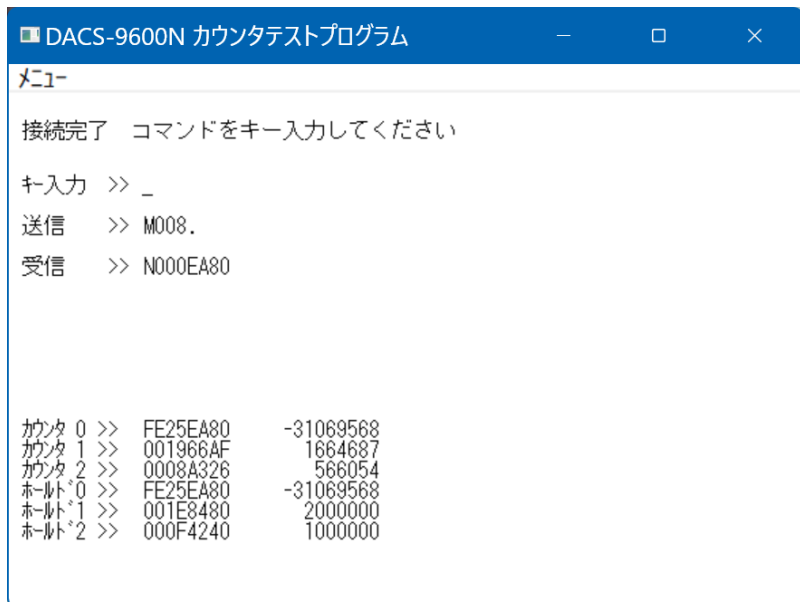 DACS-9600N カウンタテストプログラム
ﾒﾆｭｰ
接続完了　コマンドをキー入力してください
ｷｰ入力 >> _
送信 >> M008.
受信 >> N000EA80
ｶｳﾝﾀ 0 >> FE25EA80 -31069568
ｶｳﾝﾀ 1 >> 001966AF 1664687
ｶｳﾝﾀ 2 >> 0008A326 566054
ﾎｰﾙﾄﾞ0 >> FE25EA80 -31069568
ﾎｰﾙﾄﾞ1 >> 001E8480 2000000
ﾎｰﾙﾄﾞ2 >> 000F4240 1000000